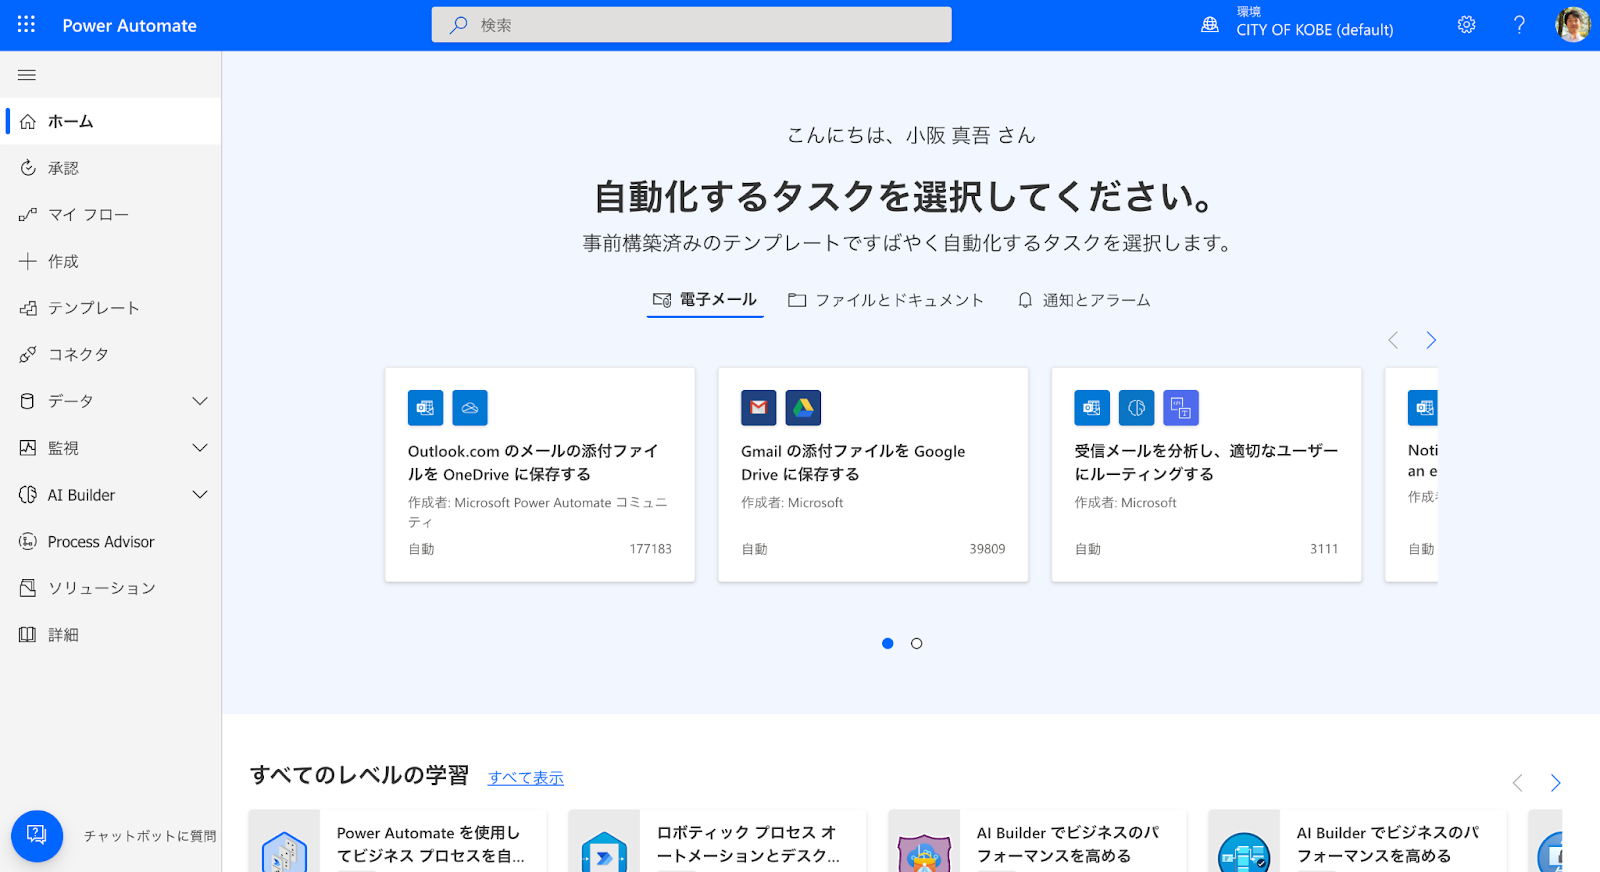 Power Automate
検索
環境
CITY OF KOBE (default)
ホーム
承認
マイ フロー
作成
テンプレート
コネクタ
データ
監視
AI Builder
Process Advisor
ソリューション
詳細
チャットボットに質問
こんにちは、小阪 真吾 さん
自動化するタスクを選択してください。
事前構築済みのテンプレートですばやく自動化するタスクを選択します。
電子メール
ファイルとドキュメント
通知とアラーム
Outlook.com のメールの添付ファイ
ルを OneDrive に保存する
作成者: Microsoft Power Automate コミュニ
ティ
自動
177183
Gmail の添付ファイルを Google
Drive に保存する
作成者: Microsoft
自動
39809
受信メールを分析し、適切なユーザー
にルーティングする
作成者: Microsoft
自動
3111
Noti
an e
作成
自動
すべてのレベルの学習
すべて表示
Power Automate を使用し
てビジネス プロセスを自...
ロボティック プロセス オ
ートメーションとデスク...
AI Builder でビジネスのパ
フォーマンスを高める
AI Builder でビジネスのパ
フォーマンスを高める